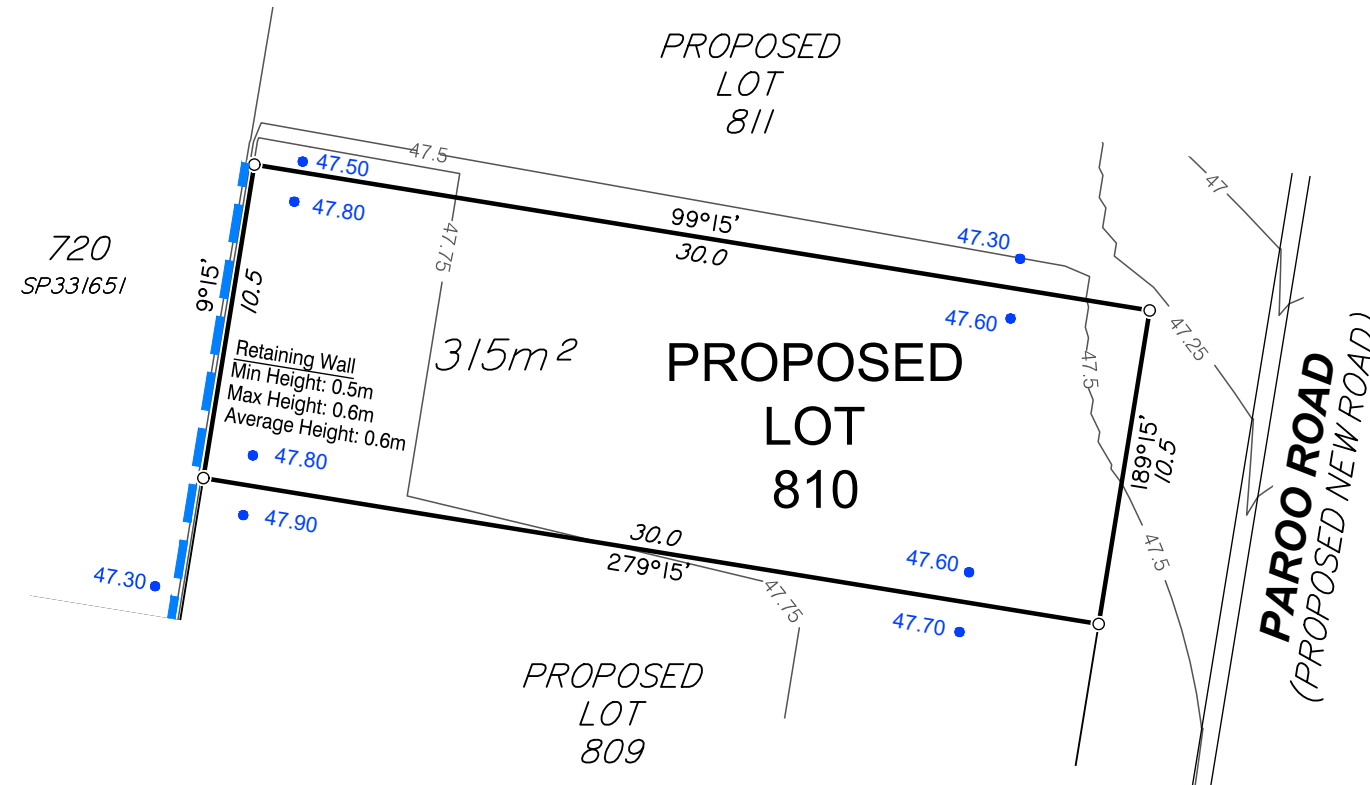 PROPOSED
LOT
811
47.5
47.50
47.80
99°15'
30.0
47.30
47
720
SP331651
9°15'
10.5
47.75
47.60
47.25
315m²
PROPOSED
LOT
810
Retaining Wall
Min Height: 0.5m
Max Height: 0.6m
Average Height: 0.6m
47.5
189°15'
10.5
PAROO ROAD
(PROPOSED NEW ROAD)
47.80
47.90
30.0
279°15'
47.60
47.5
47.30
47.75
47.70
PROPOSED
LOT
809